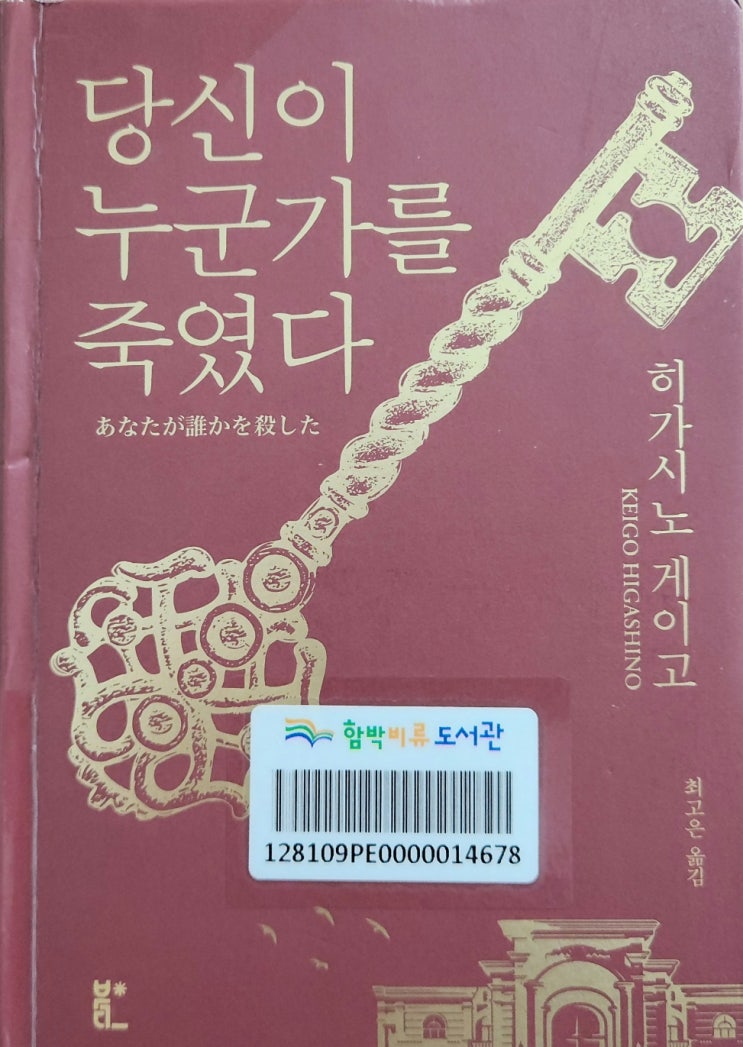 당신이
누군가를
죽였다
あなたが誰かを殺した
히가시노 게이고
KEIGO HIGASHINO
함박비류 도서관
128109PE0000014678
최고은 옮김
북다